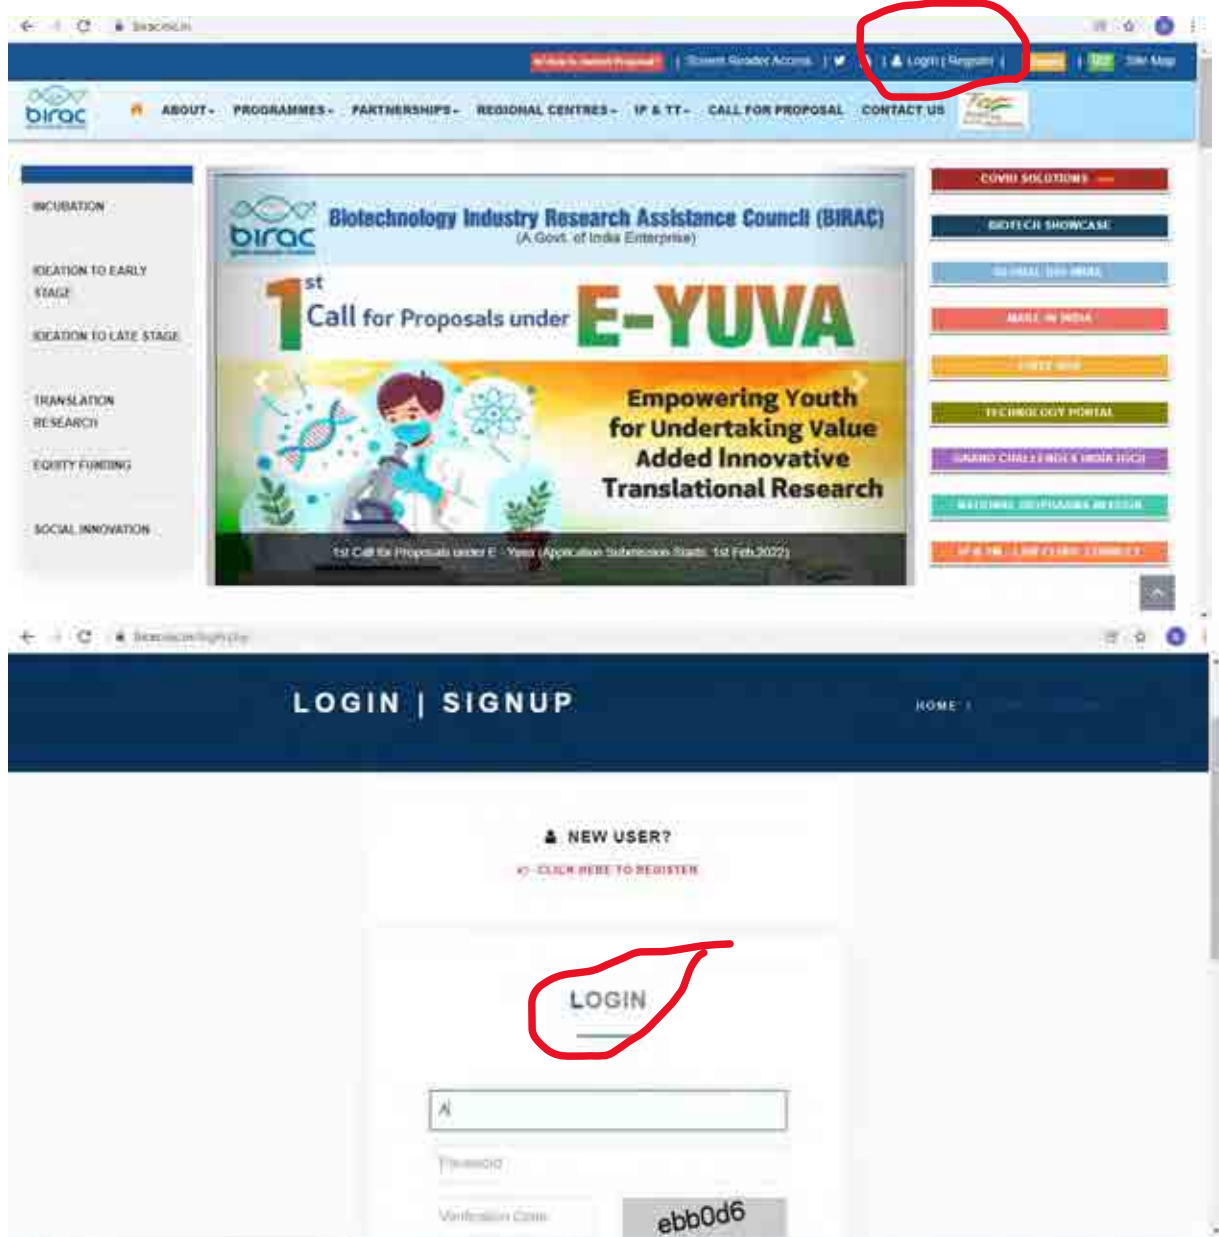 Screen Reader Access
Login | Register
Site Map
birac
ABOUT
PROGRAMMES
PARTNERSHIPS
REGIONAL CENTRES
IP & TT
CALL FOR PROPOSAL
CONTACT US
INCUBATION
IDEATION TO EARLY
STAGE
IDEATION TO LATE STAGE
TRANSLATION
RESEARCH
EQUITY FUNDING
SOCIAL INNOVATION
birac
Biotechnology Industry Research Assistance Council (BIRAC)
(A Govt. of India Enterprise)
1st
Call for Proposals under E-YUVA
Empowering Youth
for Undertaking Value
Added Innovative
Translational Research
1st Call for Proposals under E - Yuva (Application Submission Starts: 1st Feb,2022)
COVID SOLUTIONS
BIOTECH SHOWCASE
MAKE IN INDIA
TECHNOLOGY PORTAL
LOGIN | SIGNUP
HOME
NEW USER?
CLICK HERE TO REGISTER
LOGIN
A
Password
Verification Code
ebb0d6